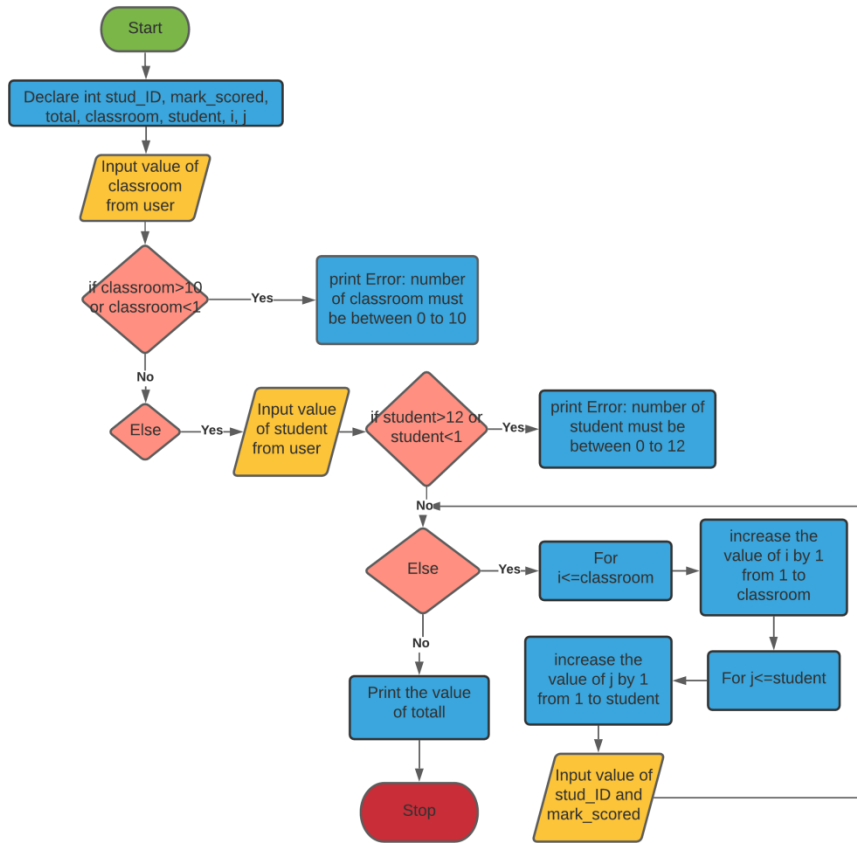 Start
Declare int stud_ID, mark_scored,
total, classroom, student, i, j
Input value of
classroom
from user
if classroom>10
or classroom<1
Yes
print Error: number
of classroom must
be between 0 to 10
No
Else
Yes
Input value
of student
from user
if student>12 or
student<1
Yes
print Error: number of
student must be
between 0 to 12
No
Else
Yes
For
i<=classroom
increase the
value of i by 1
from 1 to
classroom
For j<=student
increase the
value of j by 1
from 1 to student
Input value of
stud_ID and
mark_scored
No
Print the value
of totall
Stop